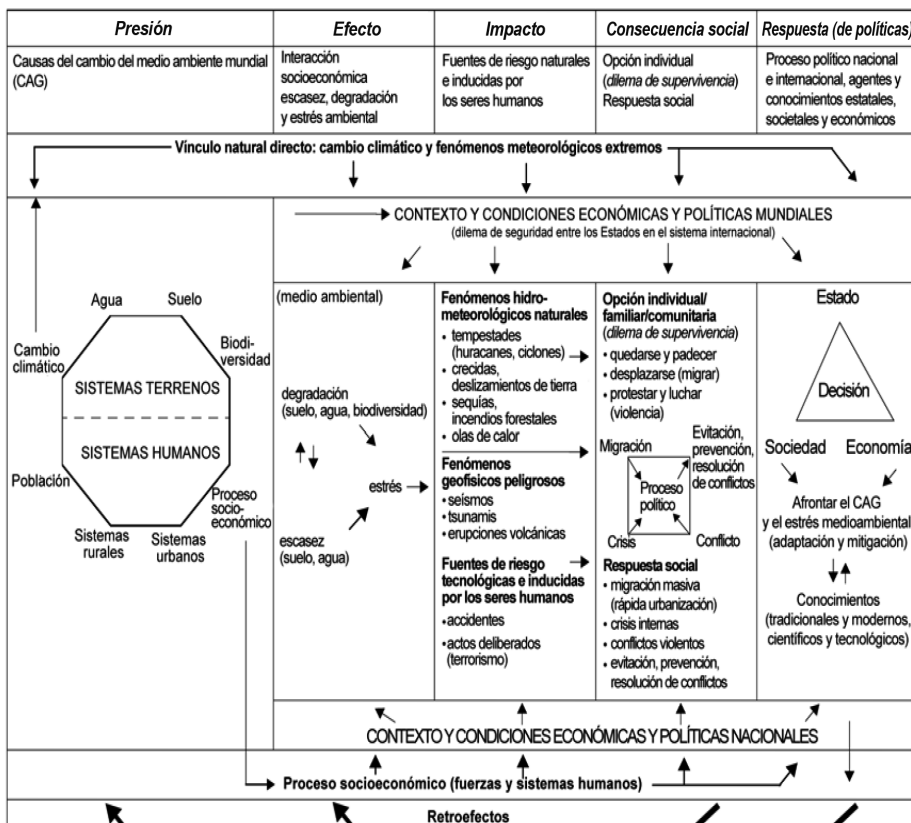 Presión
Efecto
Impacto
Consecuencia social
Respuesta (de políticas)
Causas del cambio del medio ambiente mundial
(CAG)
Interacción
socioeconómica
escasez, degradación
y estrés ambiental
Fuentes de riesgo naturales
e inducidas por
los seres humanos
Opción individual
(dilema de supervivencia)
Respuesta social
Proceso político nacional
e internacional, agentes y
conocimientos estatales,
societales y económicos
Vínculo natural directo: cambio climático y fenómenos meteorológicos extremos
CONTEXTO Y CONDICIONES ECONÓMICAS Y POLÍTICAS MUNDIALES
(dilema de seguridad entre los Estados en el sistema internacional)
Agua
Suelo
Cambio
climático
Biodi-
versidad
SISTEMAS TERRENOS
SISTEMAS HUMANOS
Población
Proceso
socio-
económico
Sistemas
rurales
Sistemas
urbanos
(medio ambiental)
degradación
(suelo, agua, biodiversidad)
estrés
escasez
(suelo, agua)
Fenómenos hidro-
meteorológicos naturales
• tempestades
(huracanes, ciclones)
• crecidas,
deslizamientos de tierra
• sequías,
incendios forestales
• olas de calor
Fenómenos
geofísicos peligrosos
• seísmos
• tsunamis
• erupciones volcánicas
Fuentes de riesgo
tecnológicas e inducidas
por los seres humanos
• accidentes
• actos deliberados
(terrorismo)
Opción individual/
familiar/comunitaria
(dilema de supervivencia)
• quedarse y padecer
• desplazarse (migrar)
• protestar y luchar
(violencia)
Migración
Evitación,
prevención,
resolución
de conflictos
Proceso
político
Crisis
Conflicto
Respuesta social
• migración masiva
(rápida urbanización)
• crisis internas
• conflictos violentos
• evitación, prevención,
resolución de conflictos
Estado
Decisión
Sociedad
Economía
Afrontar el CAG
y el estrés medioambiental
(adaptación y mitigación)
Conocimientos
(tradicionales y modernos,
científicos y tecnológicos)
CONTEXTO Y CONDICIONES ECONÓMICAS Y POLÍTICAS NACIONALES
Proceso socioeconómico (fuerzas y sistemas humanos)
Retroefectos